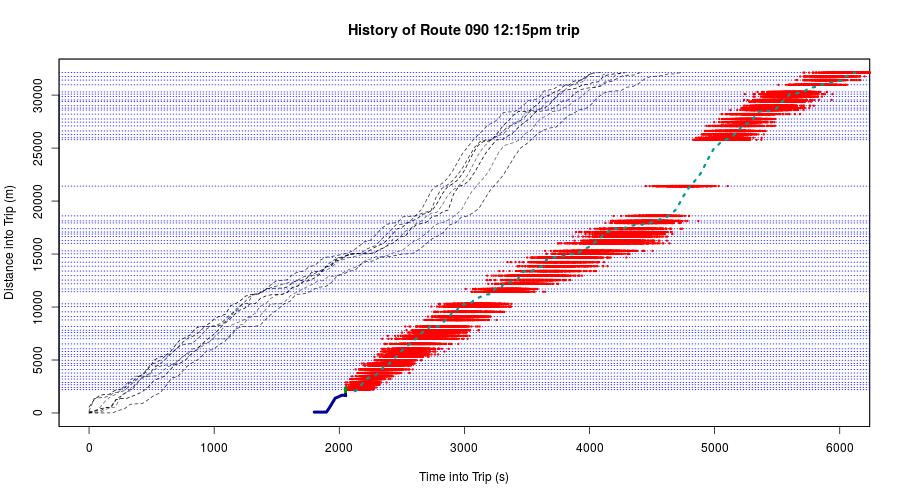 History of Route 090 12:15pm trip
Distance into Trip (m)
30000
25000
20000
15000
10000
5000
0
0 1000 2000 3000 4000 5000 6000
Time into Trip (s)